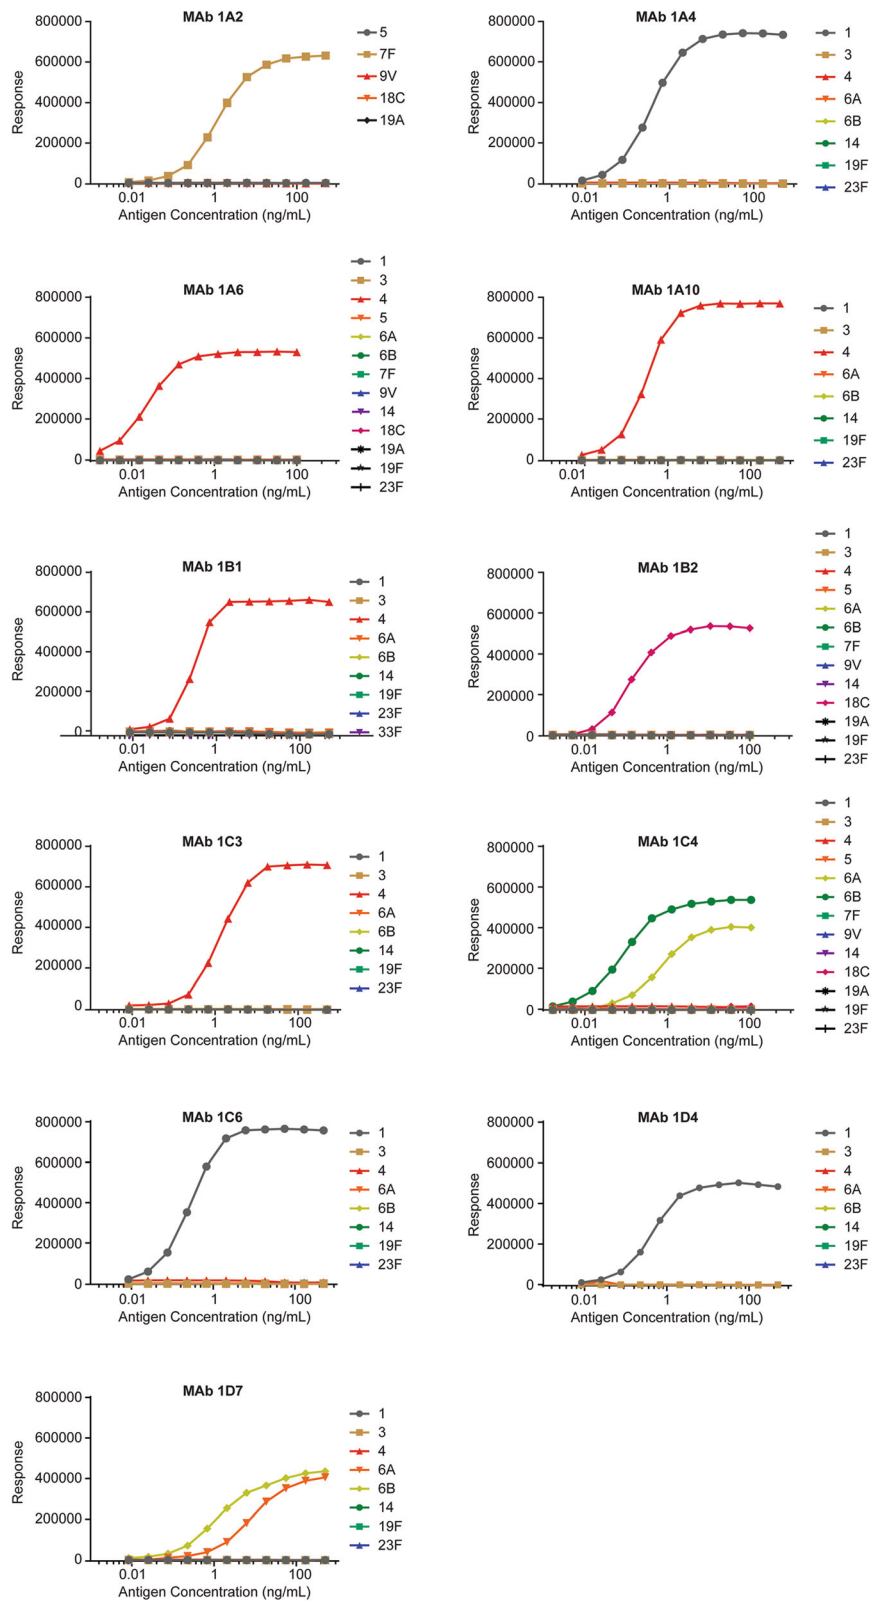 MAb 1A2
800000
600000
400000
200000
0
Response
0.01 1 100
Antigen Concentration (ng/mL)
5
7F
9V
18C
19A
MAb 1A4
800000
600000
400000
200000
0
Response
0.01 1 100
Antigen Concentration (ng/mL)
1
3
4
6A
6B
14
19F
23F
MAb 1A6
800000
600000
400000
200000
0
Response
0.01 1 100
Antigen Concentration (ng/mL)
1
3
4
5
6A
6B
7F
9V
14
18C
19A
19F
23F
MAb 1A10
800000
600000
400000
200000
0
Response
0.01 1 100
Antigen Concentration (ng/mL)
1
3
4
6A
6B
14
19F
23F
MAb 1B1
800000
600000
400000
200000
0
Response
0.01 1 100
Antigen Concentration (ng/mL)
1
3
4
6A
6B
14
19F
23F
33F
MAb 1B2
800000
600000
400000
200000
0
Response
0.01 1 100
Antigen Concentration (ng/mL)
1
3
4
5
6A
6B
7F
9V
14
18C
19A
19F
23F
MAb 1C3
800000
600000
400000
200000
0
Response
0.01 1 100
Antigen Concentration (ng/mL)
1
3
4
6A
6B
14
19F
23F
MAb 1C4
800000
600000
400000
200000
0
Response
0.01 1 100
Antigen Concentration (ng/mL)
1
3
4
5
6A
6B
7F
9V
14
18C
19A
19F
23F
MAb 1C6
800000
600000
400000
200000
0
Response
0.01 1 100
Antigen Concentration (ng/mL)
1
3
4
6A
6B
14
19F
23F
MAb 1D4
800000
600000
400000
200000
0
Response
0.01 1 100
Antigen Concentration (ng/mL)
1
3
4
6A
6B
14
19F
23F
MAb 1D7
800000
600000
400000
200000
0
Response
0.01 1 100
Antigen Concentration (ng/mL)
1
3
4
6A
6B
14
19F
23F